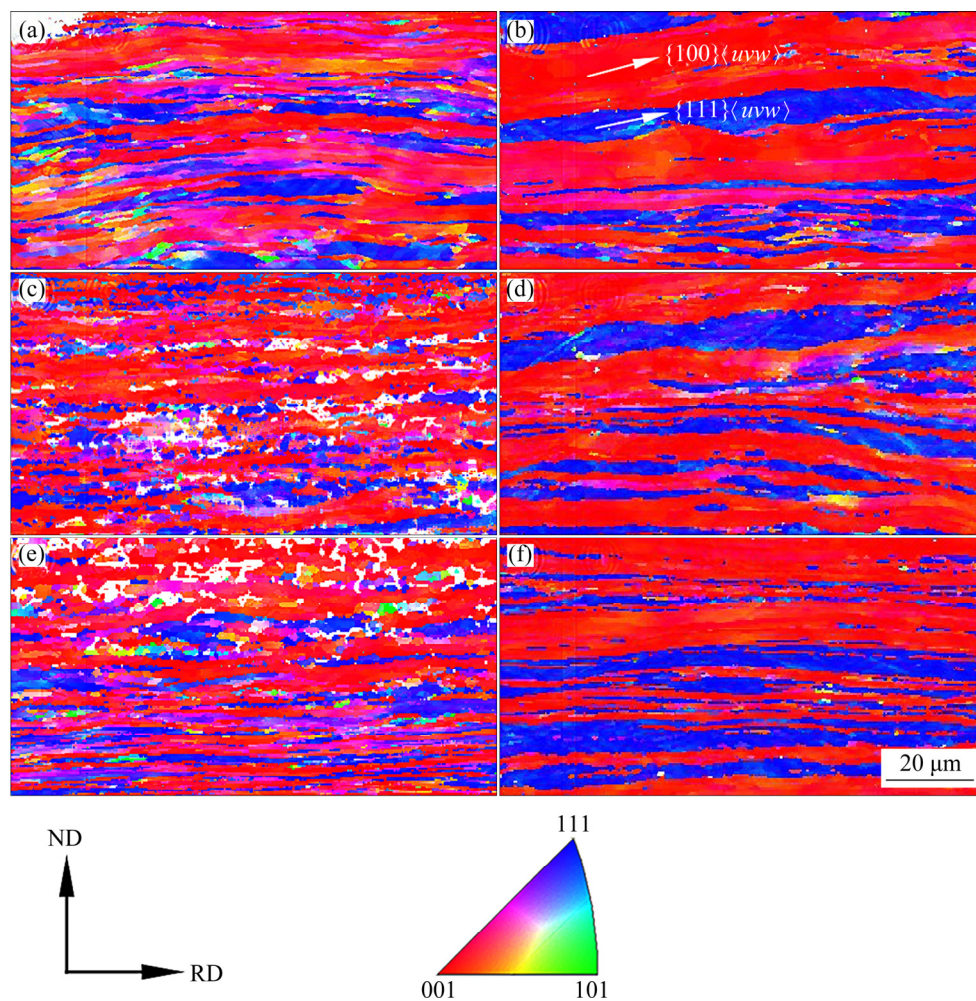 (a)
(b)
{100}⟨uvw⟩
{111}⟨uvw⟩
(c)
(d)
(e)
(f)
20 μm
ND
RD
111
001
101